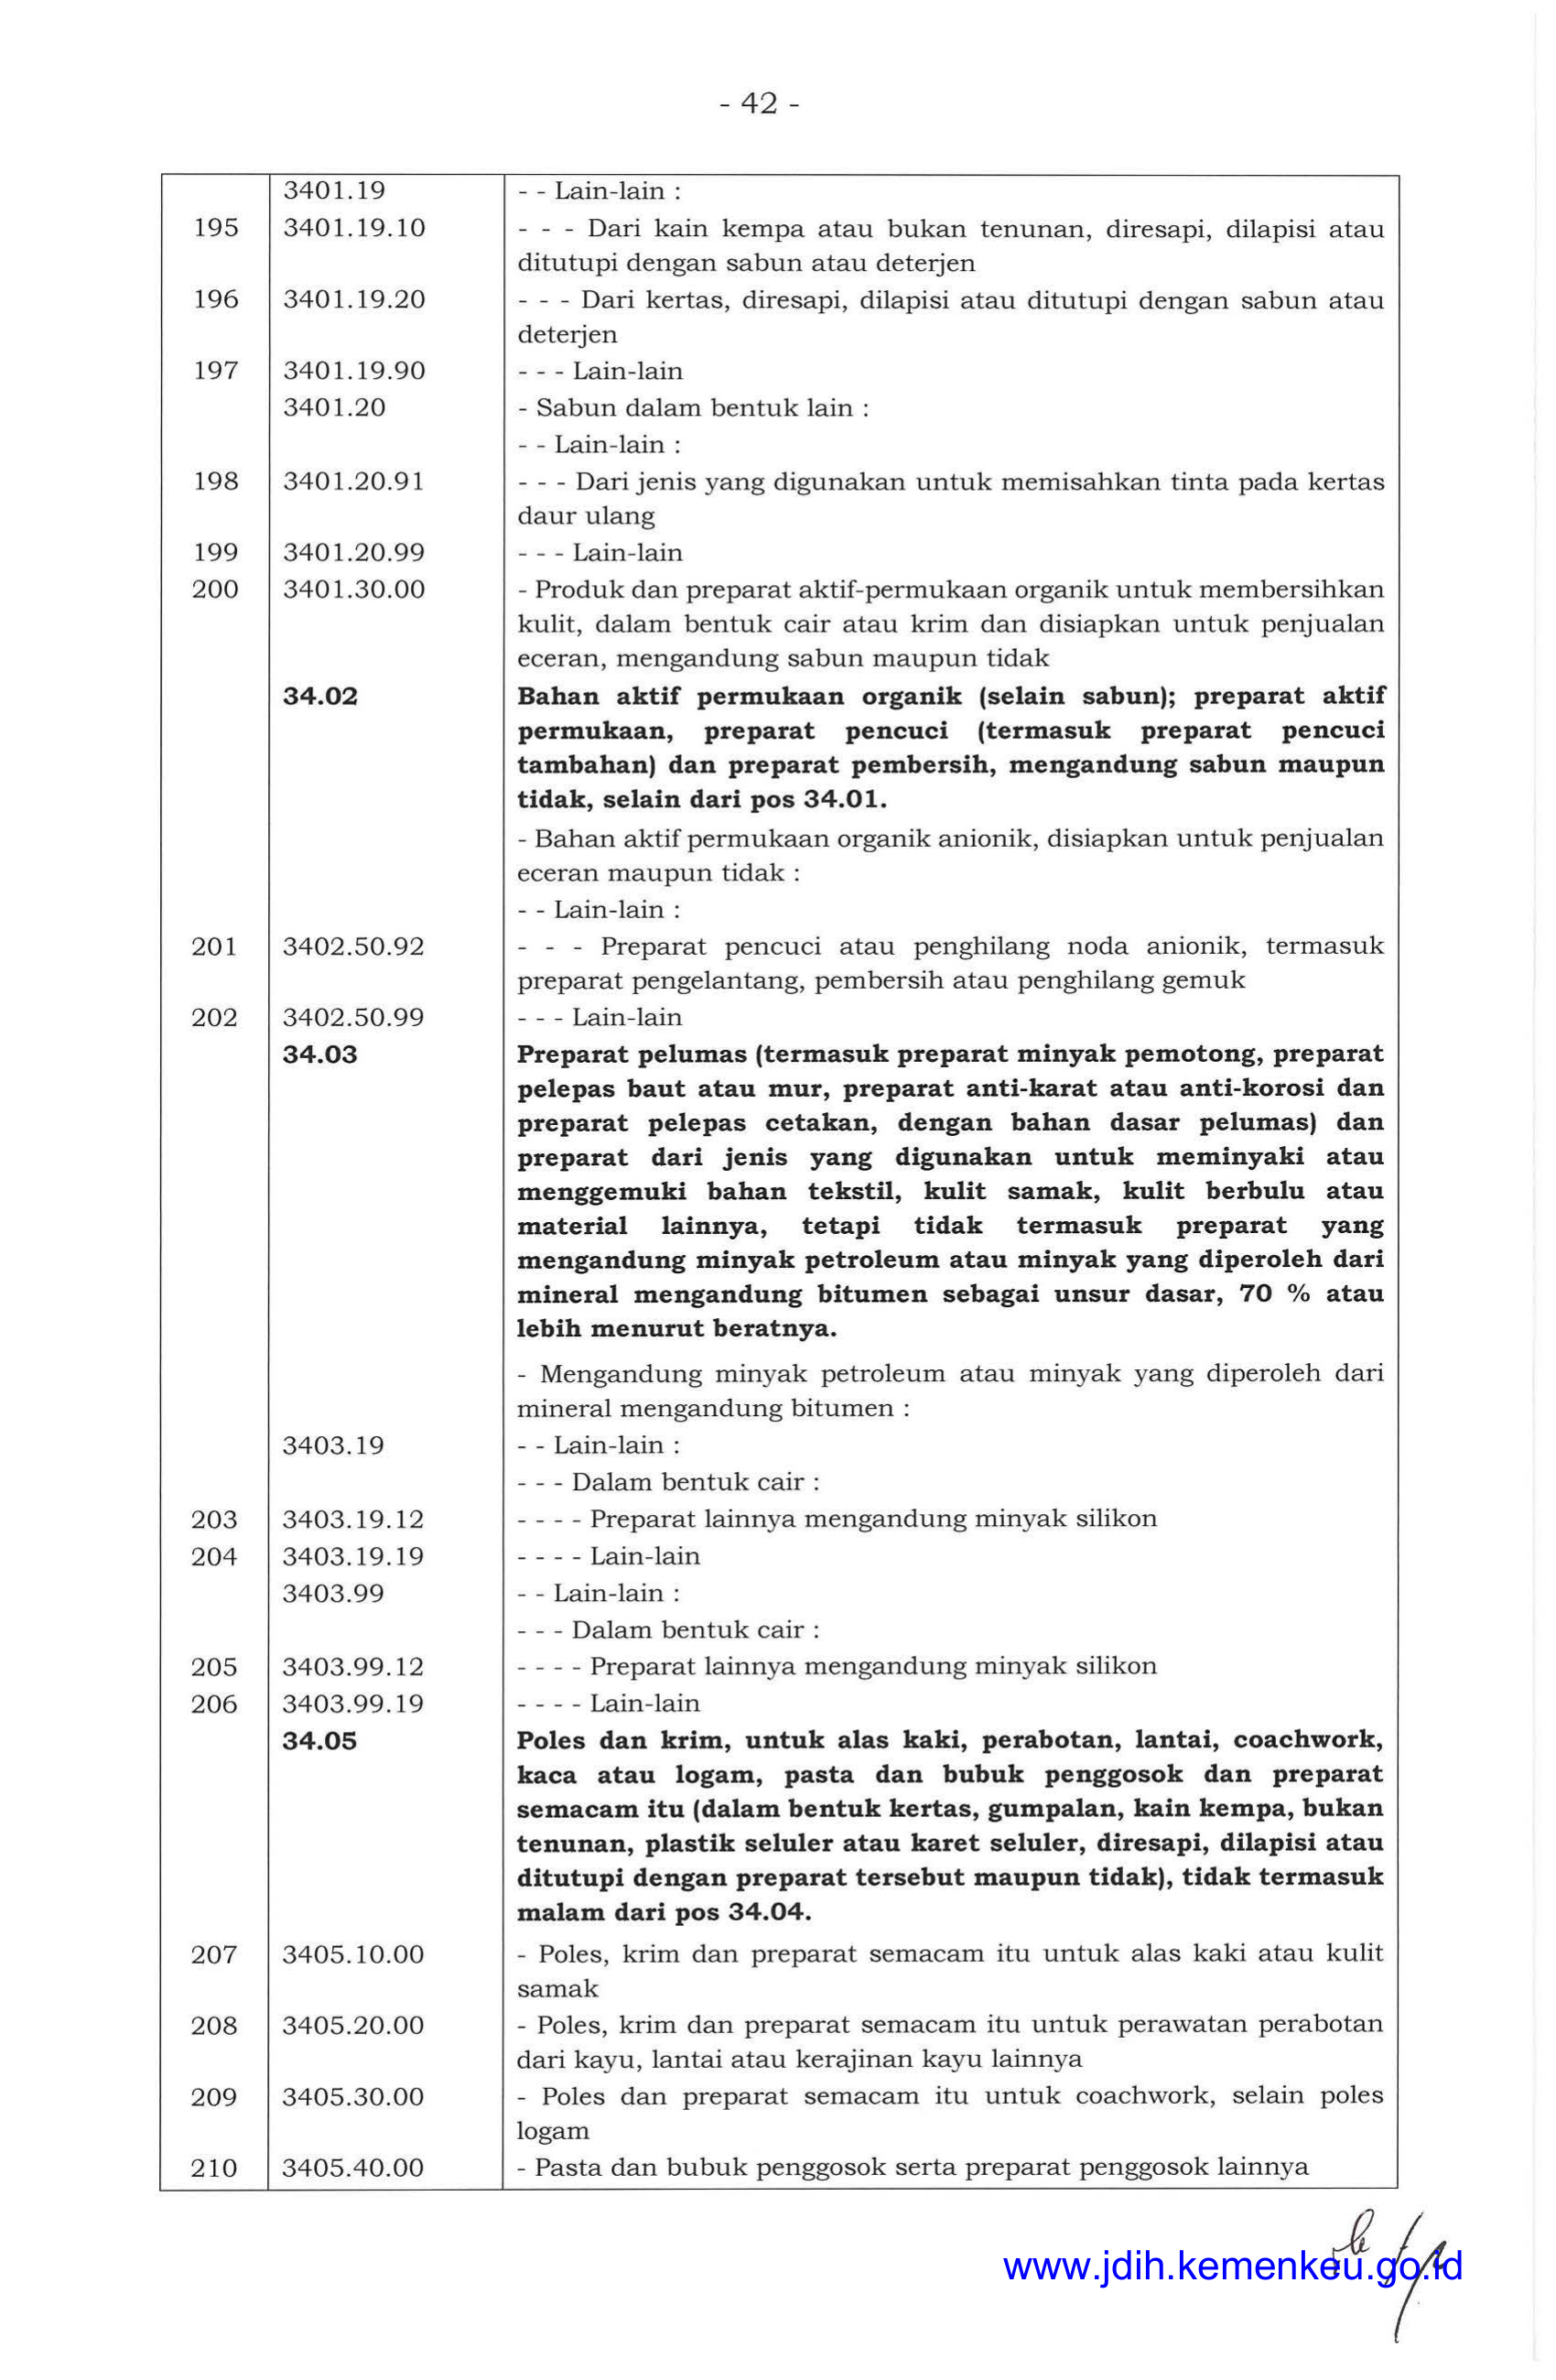 - 42 -
3401.19 - - Lain-lain :
195 3401.19.10 - - - Dari kain kempa atau bukan tenunan, diresapi, dilapisi atau
ditutupi dengan sabun atau deterjen
196 3401.19.20 - - - Dari kertas, diresapi, dilapisi atau ditutupi dengan sabun atau
deterjen
197 3401.19.90 - - - Lain-lain
3401.20 - Sabun dalam bentuk lain :
- - Lain-lain :
198 3401.20.91 - - - Dari jenis yang digunakan untuk memisahkan tinta pada kertas
daur ulang
199 3401.20.99 - - - Lain-lain
200 3401.30.00 - Produk dan preparat aktif-permukaan organik untuk membersihkan
kulit, dalam bentuk cair atau krim dan disiapkan untuk penjualan
eceran, mengandung sabun maupun tidak
34.02 Bahan aktif permukaan organik (selain sabun); preparat aktif
permukaan, preparat pencuci (termasuk preparat pencuci
tambahan) dan preparat pembersih, mengandung sabun maupun
tidak, selain dari pos 34.01.
- Bahan aktif permukaan organik anionik, disiapkan untuk penjualan
eceran maupun tidak :
- - Lain-lain :
201 3402.50.92 - - - Preparat pencuci atau penghilang noda anionik, termasuk
preparat pengelantang, pembersih atau penghilang gemuk
202 3402.50.99 - - - Lain-lain
34.03 Preparat pelumas (termasuk preparat minyak pemotong, preparat
pelepas baut atau mur, preparat anti-karat atau anti-korosi dan
preparat pelepas cetakan, dengan bahan dasar pelumas) dan
preparat dari jenis yang digunakan untuk meminyaki atau
menggemuki bahan tekstil, kulit samak, kulit berbulu atau
material lainnya, tetapi tidak termasuk preparat yang
mengandung minyak petroleum atau minyak yang diperoleh dari
mineral mengandung bitumen sebagai unsur dasar, 70 % atau
lebih menurut beratnya.
- Mengandung minyak petroleum atau minyak yang diperoleh dari
mineral mengandung bitumen :
3403.19 - - Lain-lain :
- - - Dalam bentuk cair :
203 3403.19.12 - - - - Preparat lainnya mengandung minyak silikon
204 3403.19.19 - - - - Lain-lain
3403.99 - - Lain-lain :
- - - Dalam bentuk cair :
205 3403.99.12 - - - - Preparat lainnya mengandung minyak silikon
206 3403.99.19 - - - - Lain-lain
34.05 Poles dan krim, untuk alas kaki, perabotan, lantai, coachwork,
kaca atau logam, pasta dan bubuk penggosok dan preparat
semacam itu (dalam bentuk kertas, gumpalan, kain kempa, bukan
tenunan, plastik seluler atau karet seluler, diresapi, dilapisi atau
ditutupi dengan preparat tersebut maupun tidak), tidak termasuk
malam dari pos 34.04.
207 3405.10.00 - Poles, krim dan preparat semacam itu untuk alas kaki atau kulit
samak
208 3405.20.00 - Poles, krim dan preparat semacam itu untuk perawatan perabotan
dari kayu, lantai atau kerajinan kayu lainnya
209 3405.30.00 - Poles dan preparat semacam itu untuk coachwork, selain poles
logam
210 3405.40.00 - Pasta dan bubuk penggosok serta preparat penggosok lainnya
www.jdih.kemenkeu.go.id